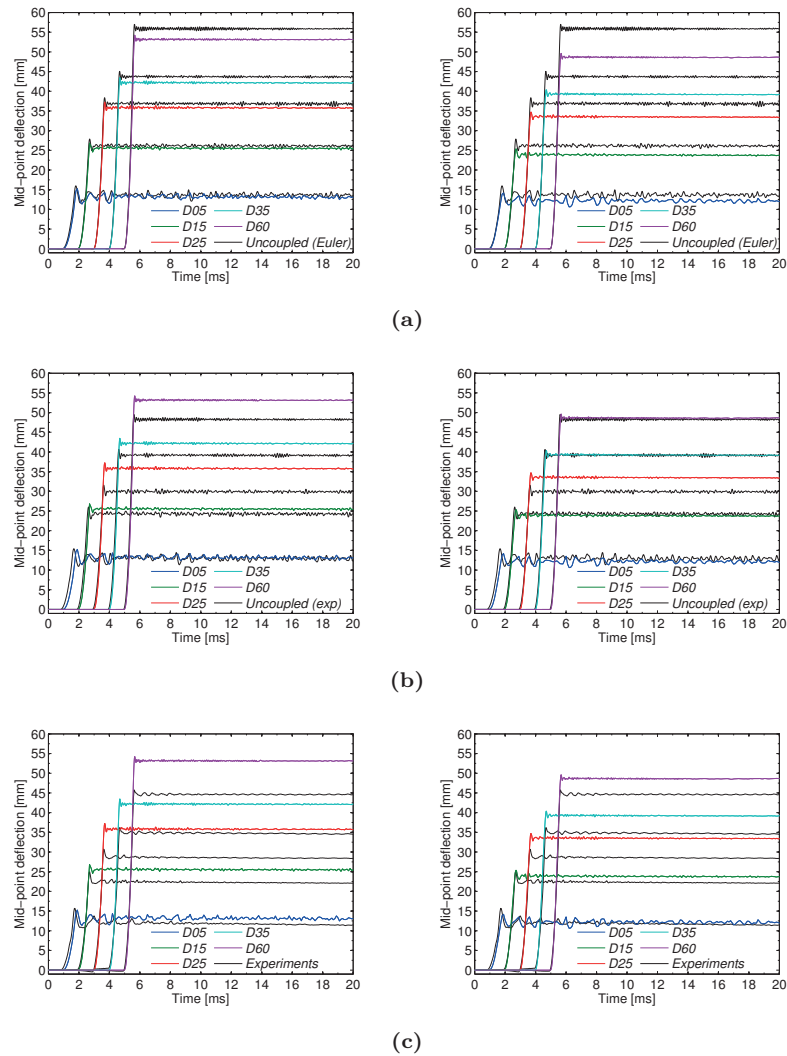 Mid−point deflection [mm]
60
55
50
45
40
35
30
25
20
15
10
5
0
D05
D15
D25
D35
D60
Uncoupled (Euler)
0 2 4 6 8 10 12 14 16 18 20
Time [ms]
Mid−point deflection [mm]
60
55
50
45
40
35
30
25
20
15
10
5
0
D05
D15
D25
D35
D60
Uncoupled (Euler)
0 2 4 6 8 10 12 14 16 18 20
Time [ms]
(a)
Mid−point deflection [mm]
60
55
50
45
40
35
30
25
20
15
10
5
0
D05
D15
D25
D35
D60
Uncoupled (exp)
0 2 4 6 8 10 12 14 16 18 20
Time [ms]
Mid−point deflection [mm]
60
55
50
45
40
35
30
25
20
15
10
5
0
D05
D15
D25
D35
D60
Uncoupled (exp)
0 2 4 6 8 10 12 14 16 18 20
Time [ms]
(b)
Mid−point deflection [mm]
60
55
50
45
40
35
30
25
20
15
10
5
0
D05
D15
D25
D35
D60
Experiments
0 2 4 6 8 10 12 14 16 18 20
Time [ms]
Mid−point deflection [mm]
60
55
50
45
40
35
30
25
20
15
10
5
0
D05
D15
D25
D35
D60
Experiments
0 2 4 6 8 10 12 14 16 18 20
Time [ms]
(c)